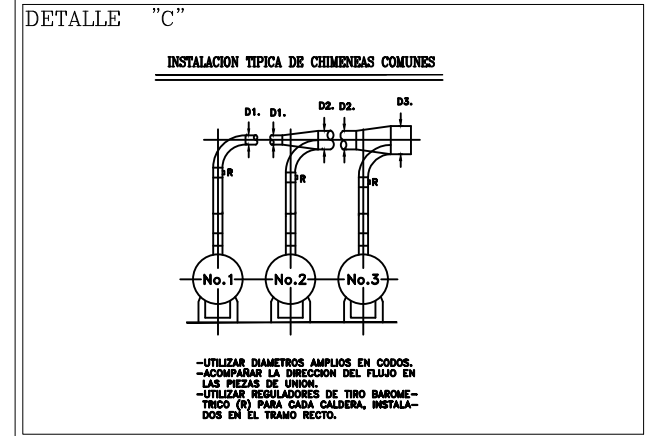 DETALLE "C"
INSTALACION TIPICA DE CHIMENEAS COMUNES
D1. D1. D2. D2. D3.
R R R
No.1 No.2 No.3
-UTILIZAR DIAMETROS AMPLIOS EN CODOS.
-ACOMPAÑAR LA DIRECCION DEL FLUJO EN
LAS PIEZAS DE UNION.
-UTILIZAR REGULADORES DE TIRO BAROME-
TRICO (R) PARA CADA CALDERA, INSTALA-
DOS EN EL TRAMO RECTO.